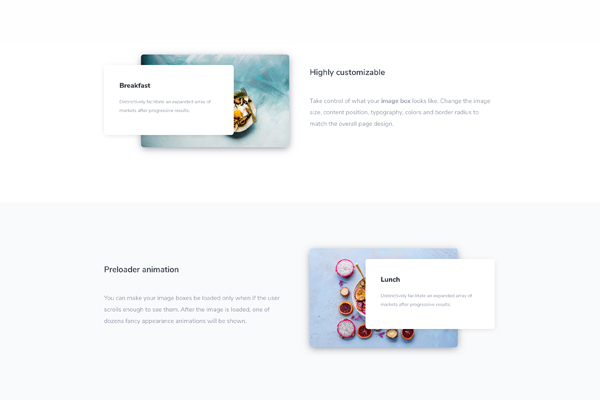 Breakfast
Distinctively facilitate an expanded array of
markets after progressive results.
Highly customizable
Take control of what your image box looks like. Change the image
size, content position, typography, colors and border radius to
match the overall page design.
Preloader animation
You can make your image boxes be loaded only when if the user
scrolls enough to see them. After the image is loaded, one of
dozens fancy appearance animations will be shown.
Lunch
Distinctively facilitate an expanded array of
markets after progressive results.